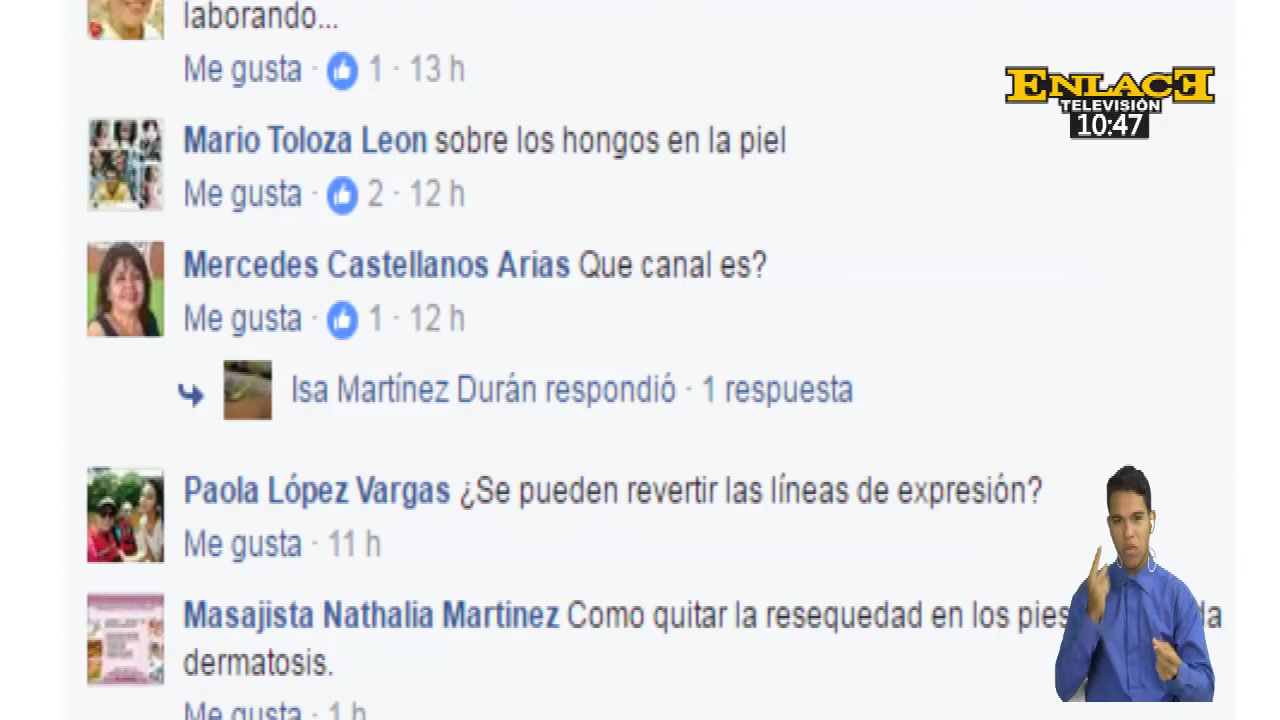 laborando...
Me gusta · 1 · 13 h
ENLACE
TELEVISIÓN
10:47
Mario Toloza Leon sobre los hongos en la piel
Me gusta · 2 · 12 h
Mercedes Castellanos Arias Que canal es?
Me gusta · 1 · 12 h
Isa Martínez Durán respondió · 1 respuesta
Paola López Vargas ¿Se pueden revertir las líneas de expresión?
Me gusta · 11 h
Masajista Nathalia Martinez Como quitar la resequedad en los pies
dermatosis.
Me gusta · 1 h